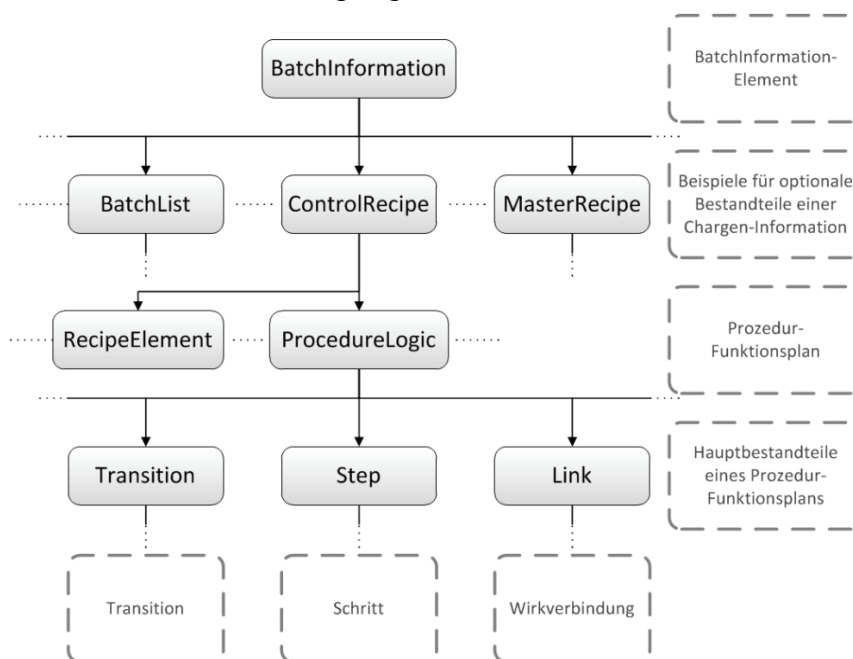 BatchInformation
BatchInformation-
Element
BatchList
ControlRecipe
MasterRecipe
Beispiele für optionale
Bestandteile einer
Chargen-Information
RecipeElement
ProcedureLogic
Prozedur-
Funktionsplan
Transition
Step
Link
Hauptbestandteile
eines Prozedur-
Funktionsplans
Transition
Schritt
Wirkverbindung